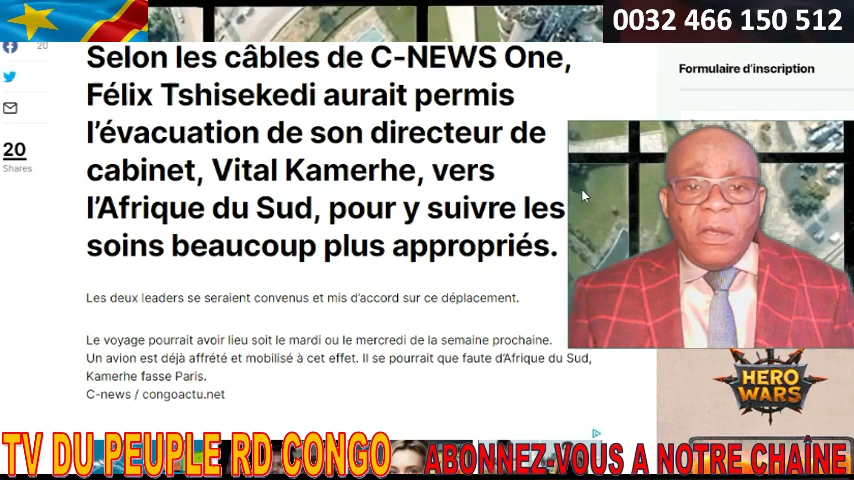 0032 466 150 512
20
Selon les câbles de C-NEWS One,
Félix Tshisekedi aurait permis
l'évacuation de son directeur de
cabinet, Vital Kamerhe, vers
l'Afrique du Sud, pour y suivre les
soins beaucoup plus appropriés.
20
Shares
Formulaire d'inscription
Les deux leaders se seraient convenus et mis d'accord sur ce déplacement.
Le voyage pourrait avoir lieu soit le mardi ou le mercredi de la semaine prochaine.
Un avion est déjà affrété et mobilisé à cet effet. Il se pourrait que faute d'Afrique du Sud,
Kamerhe fasse Paris.
C-news / congoactu.net
HERO
WARS
TV DU PEUPLE RD CONGO
ABONNEZ-VOUS A NOTRE CHAÎNE